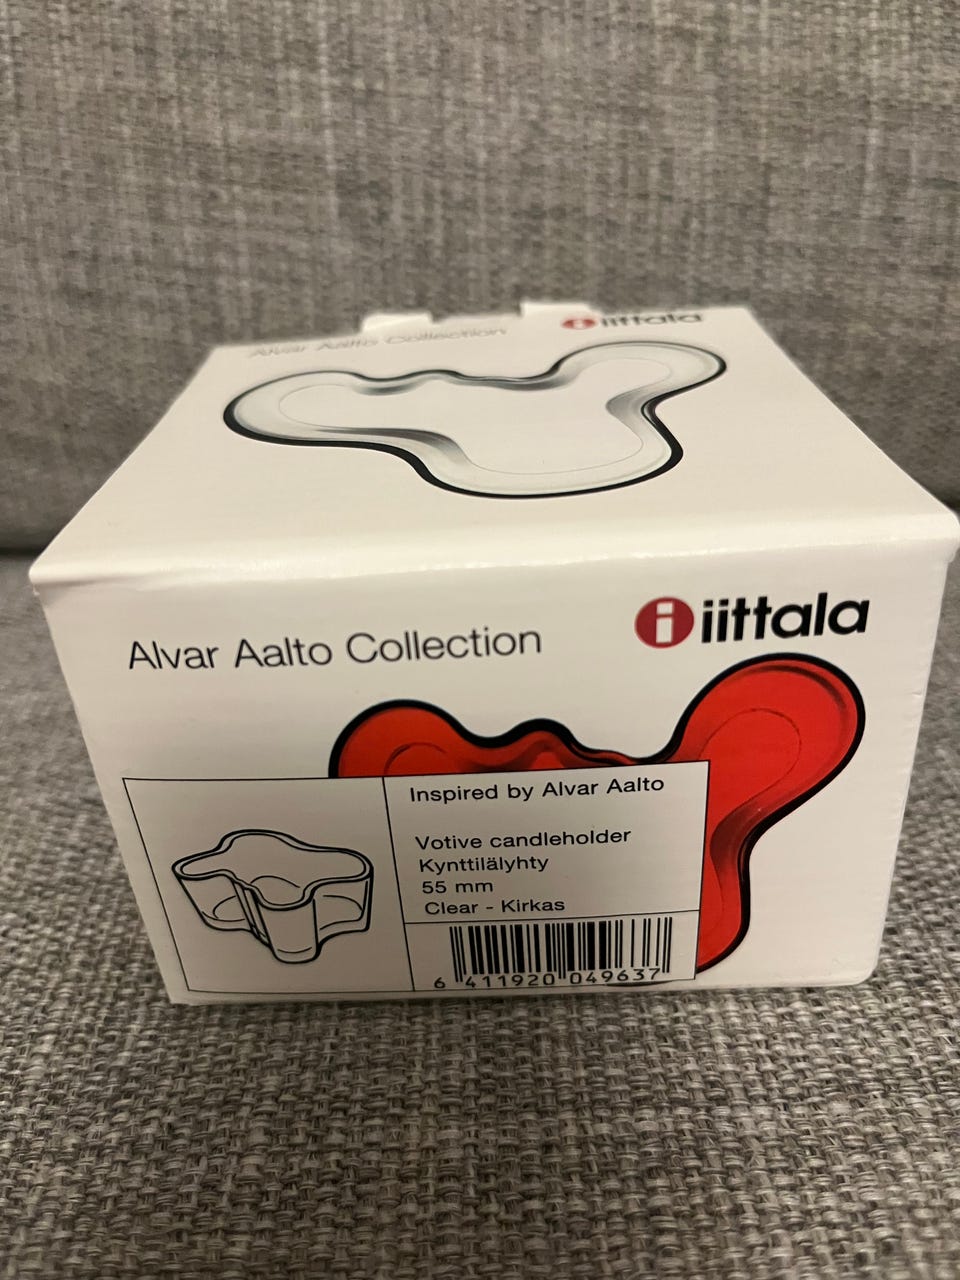 Alvar Aalto Collection
iittala
Alvar Aalto Collection
i iittala
Inspired by Alvar Aalto
Votive candleholder
Kynttilälyhty
55 mm
Clear - Kirkas
6 411920 049637